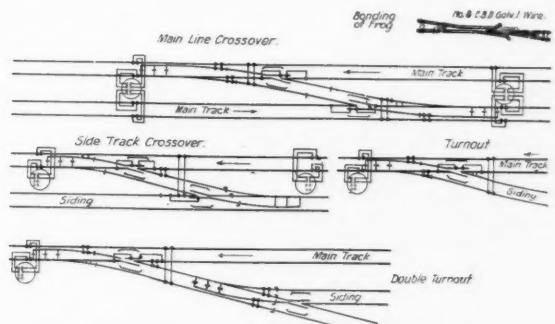 Bonding
of Frog
No. 8 E.B.B. Galv. I Wire.
Main Line Crossover.
Main Track
Main Track
Side Track Crossover.
Turnout
Main Track
Siding
Siding
Main Track
Siding
Double Turnout